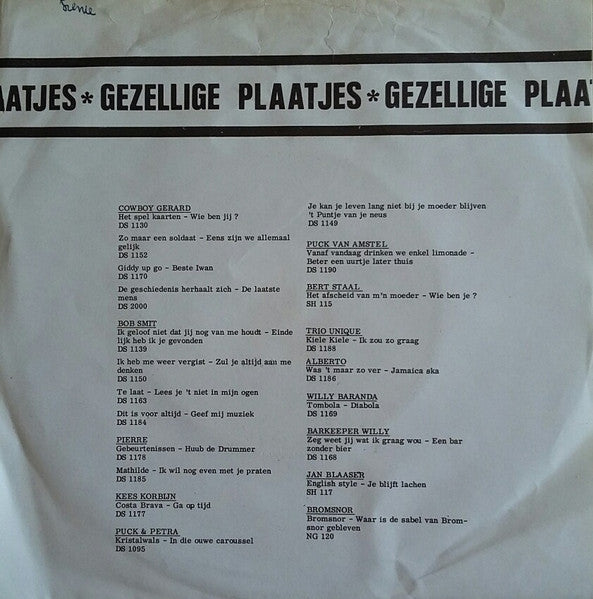 AATJES * GEZELLIGE PLAATJES * GEZELLIGE PLAAT
COWBOY GERARD
Het spel kaarten - Wie ben jij ?
DS 1130
Zo maar een soldast - Eens zijn we allemaal
gelijk
DS 1152
Giddy up go - Beste Iwan
DS 1170
De geschiedenis herhaalt zich - De laatste
mens
DS 2000
BOB SMIT
Ik geloof niet dat jij nog van me houdt - Einde
lijk heb ik je gevonden
DS 1139
Ik heb me weer vergist - Zul je altijd aan me
denken
DS 1150
Te laat - Lees je 't niet in mijn ogen
DS 1163
Dit is voor altijd - Geef mij muziek
DS 1184
PIERRE
Gebeurtenissen - Huub de Drummer
DS 1178
Mathilde - Ik wil nog even met je praten
DS 1185
KEES KORBIJN
Costa Brava - Ga op tijd
DS 1177
PUCK & PETRA
Kristalwals - In die ouwe caroussel
DS 1095
Je kan je leven lang niet bij je moeder blijven
't Puntje van je neus
DS 1149
PUCK VAN AMSTEL
Vanaf vandaag drinken we enkel limonade -
Beter een uurtje later thuis
DS 1190
BERT STAAL
Het afscheid van m'n moeder - Wie ben je ?
SH 115
TRIO UNIQUE
Kiele Kiele - Ik zou zo graag
DS 1188
ALBERTO
Was 't maar zo ver - Jamaica ska
DS 1186
WILLY BARANDA
Tombola - Diabola
DS 1169
BARKEEPER WILLY
Zeg weet jij wat ik graag wou - Een bar
zonder bier
DS 1168
JAN BLAASER
English style - Je blijft lachen
SH 117
BROMSNOR
Bromsnor - Waar is de sabel van Brom-
snor gebleven
NG 120